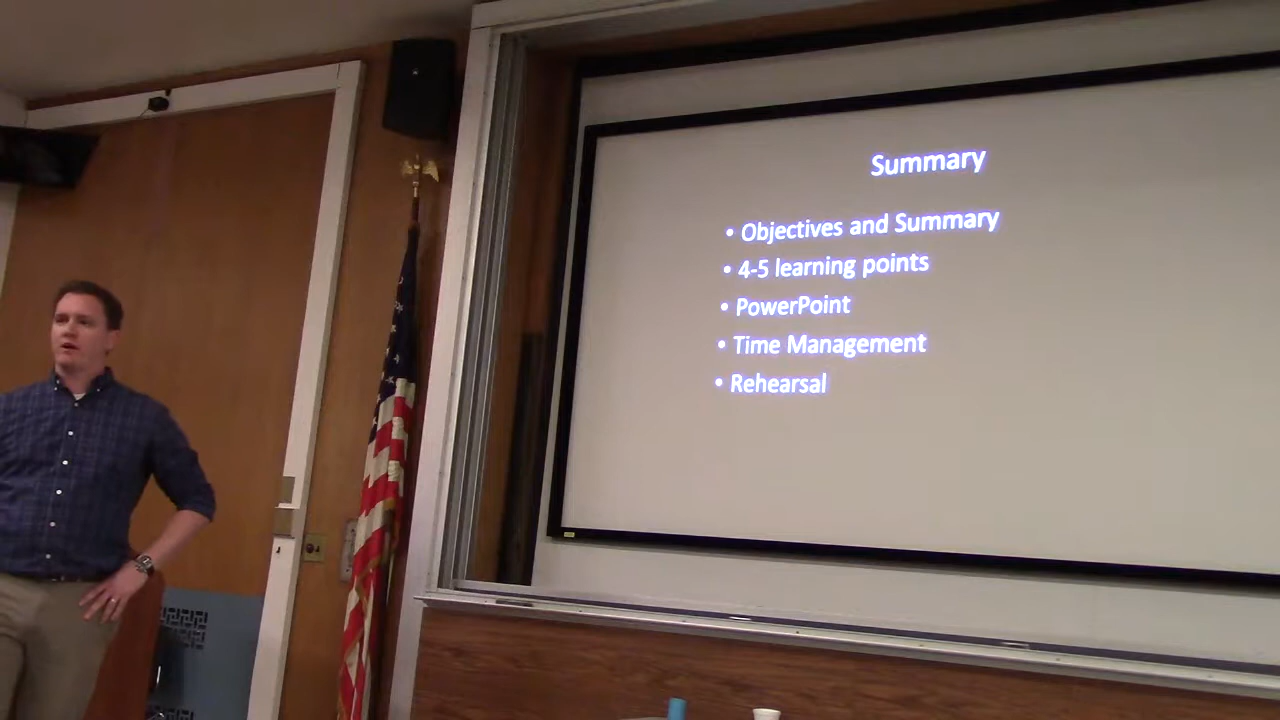 Summary
• Objectives and Summary
• 4-5 learning points
• PowerPoint
• Time Management
• Rehearsal